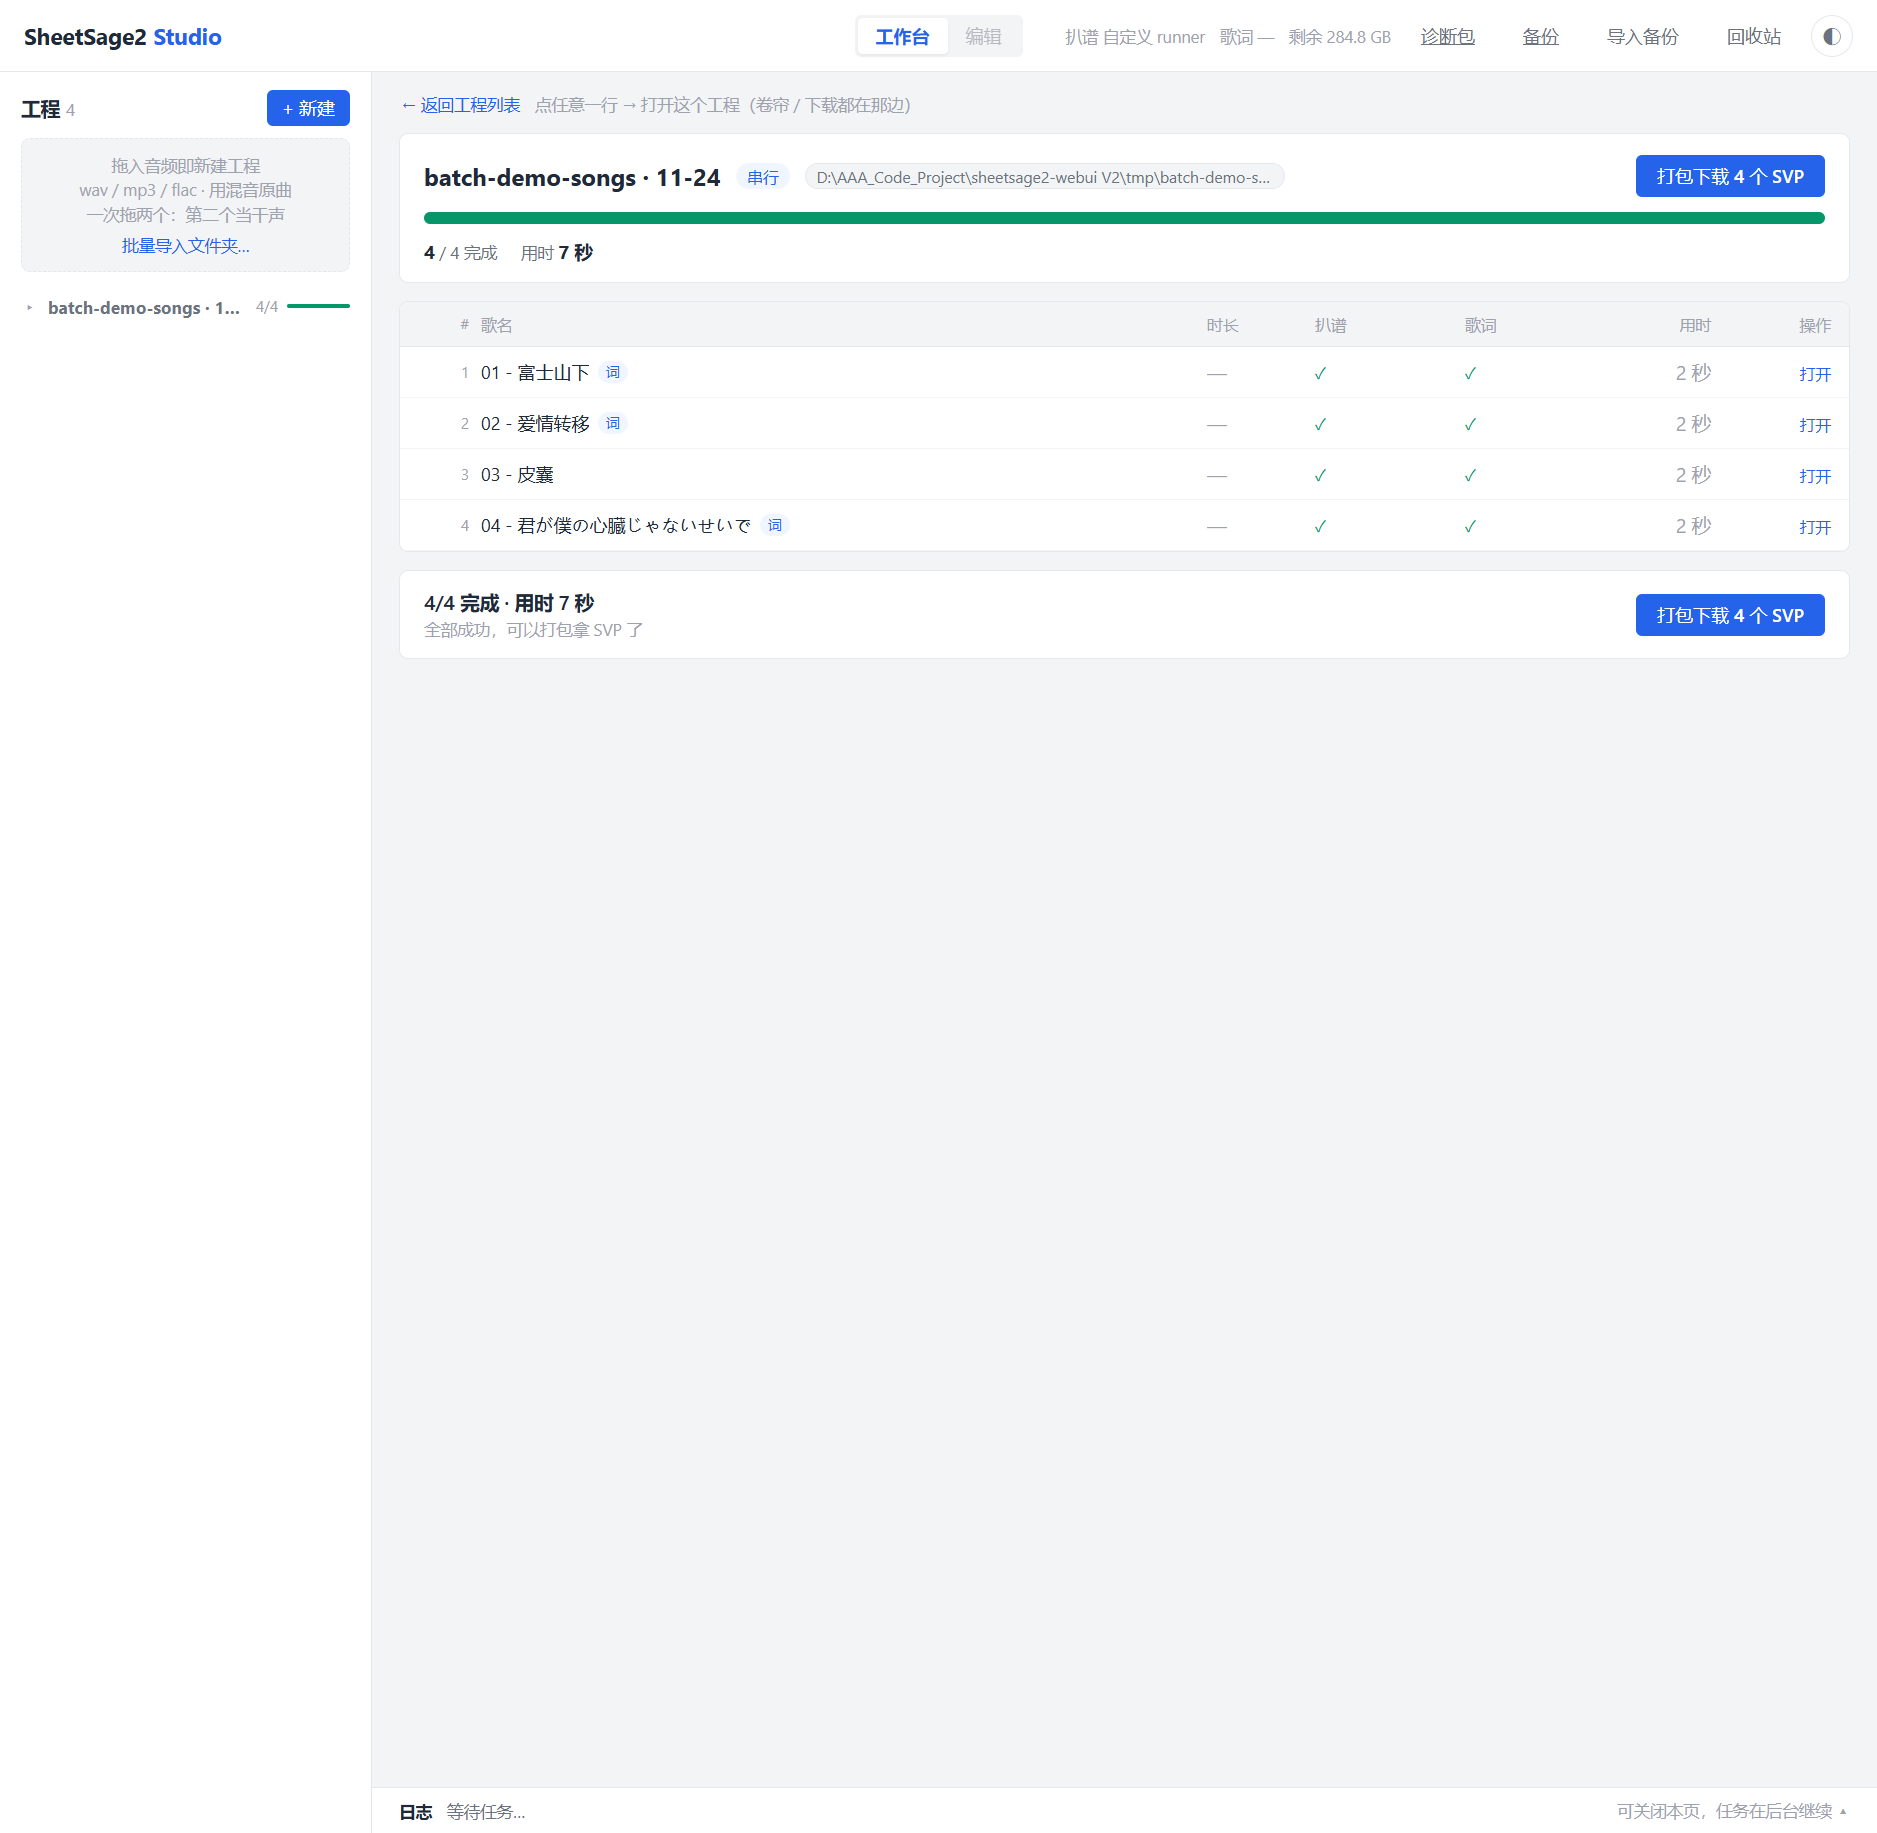 SheetSage2 Studio
工作台 编辑 扒谱 自定义 runner 歌词 — 剩余 284.8 GB 诊断包 备份 导入备份 回收站
工程 4 + 新建
拖入音频即新建工程
wav / mp3 / flac · 用混音原曲
一次拖两个：第二个当干声
批量导入文件夹...
batch-demo-songs · 1... 4/4
← 返回工程列表 点任意一行 → 打开这个工程（卷帘 / 下载都在那边）
batch-demo-songs · 11-24 串行 D:\AAA_Code_Project\sheetsage2-webui V2\tmp\batch-demo-s... 打包下载 4 个 SVP
4 / 4 完成 用时 7 秒
# 歌名 时长 扒谱 歌词 用时 操作
1 01 - 富士山下 词 — ✓ ✓ 2 秒 打开
2 02 - 爱情转移 词 — ✓ ✓ 2 秒 打开
3 03 - 皮囊 — ✓ ✓ 2 秒 打开
4 04 - 君が僕の心臓じゃないせいで 词 — ✓ ✓ 2 秒 打开
4/4 完成 · 用时 7 秒
全部成功，可以打包拿 SVP 了
打包下载 4 个 SVP
日志 等待任务... 可关闭本页，任务在后台继续 ▴